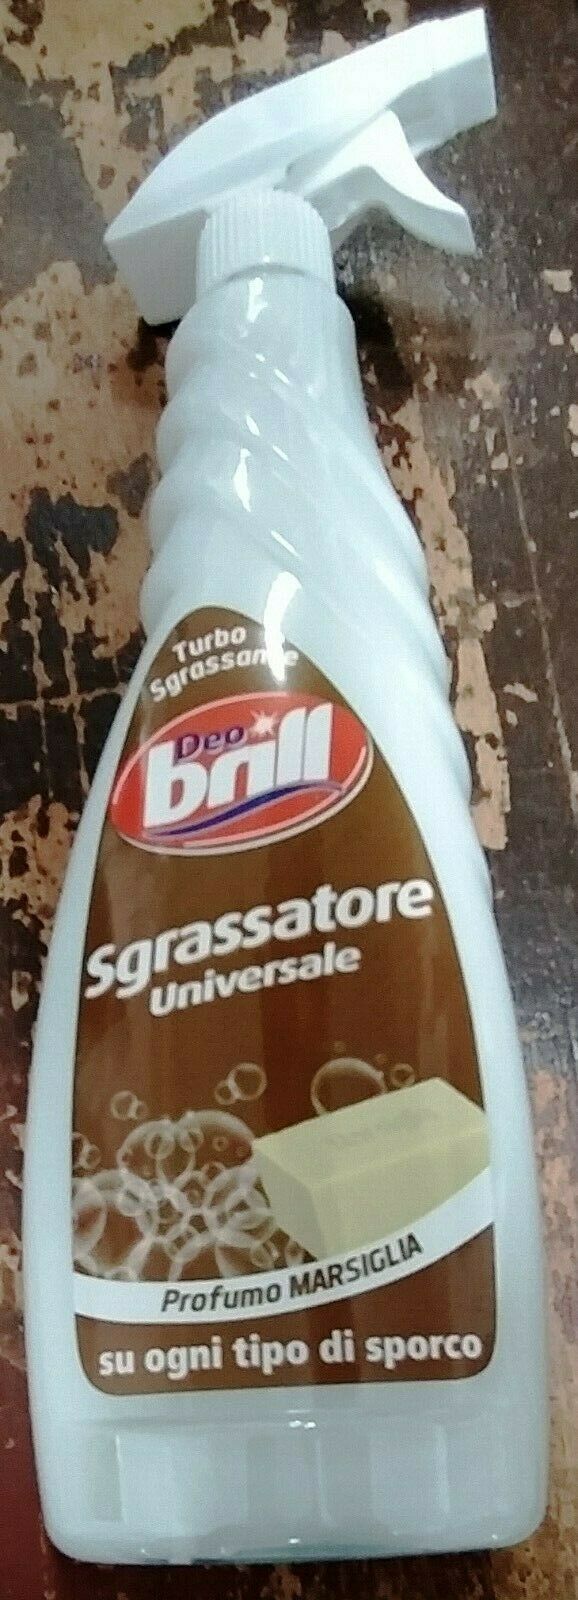 Turbo
Sgrassante
Deo
brill
Sgrassatore
Universale
Profumo MARSIGLIA
su ogni tipo di sporco